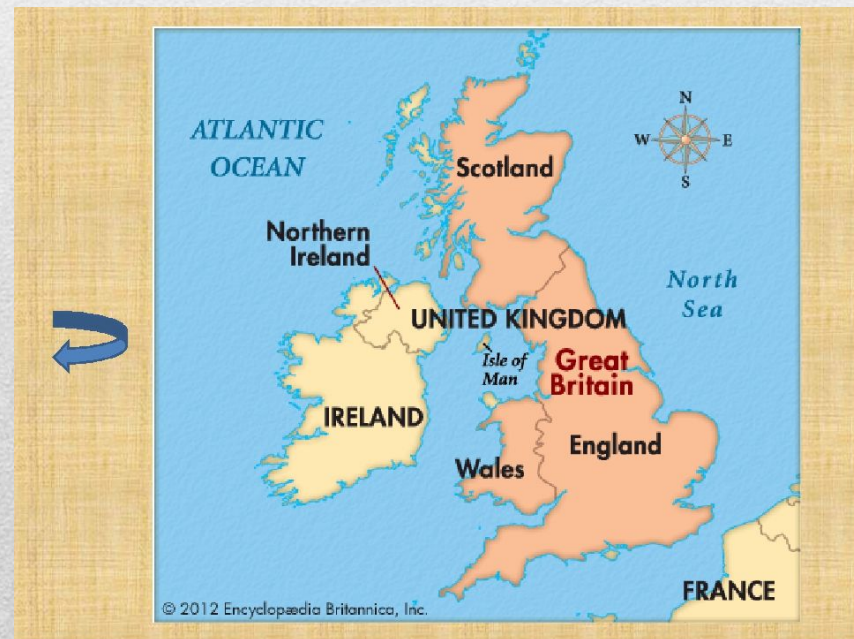 N
ATLANTIC
OCEAN
W
E
Scotland
S
Northern
Ireland
North
Sea
UNITED KINGDOM
Isle of
Man
Great
Britain
IRELAND
England
Wales
FRANCE
© 2012 Encyclopædia Britannica, Inc.